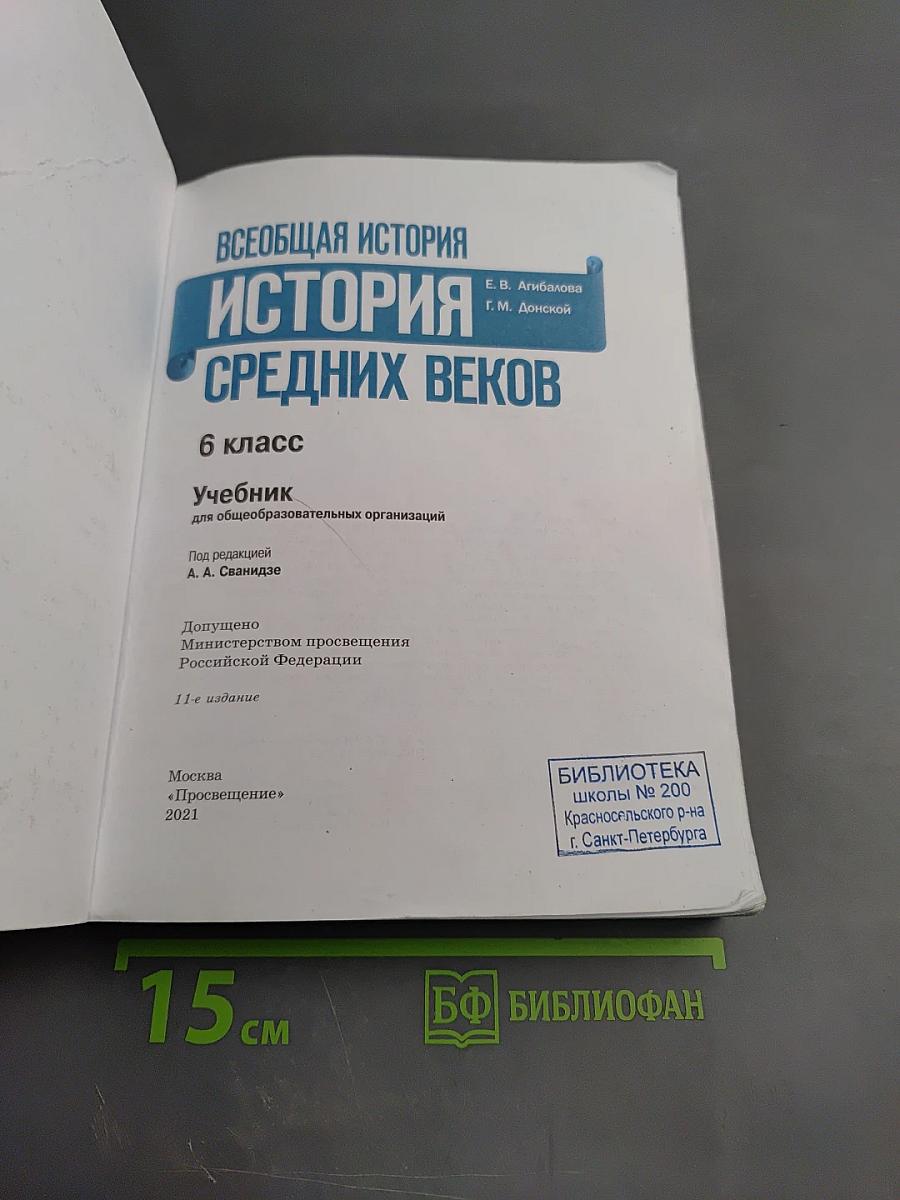 ВСЕОБЩАЯ ИСТОРИЯ
ИСТОРИЯ
Е. В. Агибалова
Г. М. Донской
СРЕДНИХ ВЕКОВ
6 класс
Учебник
для общеобразовательных организаций
Под редакцией
А. А. Сванидзе
Допущено
Министерством просвещения
Российской Федерации
11-е издание
Москва
«Просвещение»
2021
БИБЛИОТЕКА
школы № 200
Красносельского р-на
г. Санкт-Петербурга
15 см
БФ БИБЛИОФАН